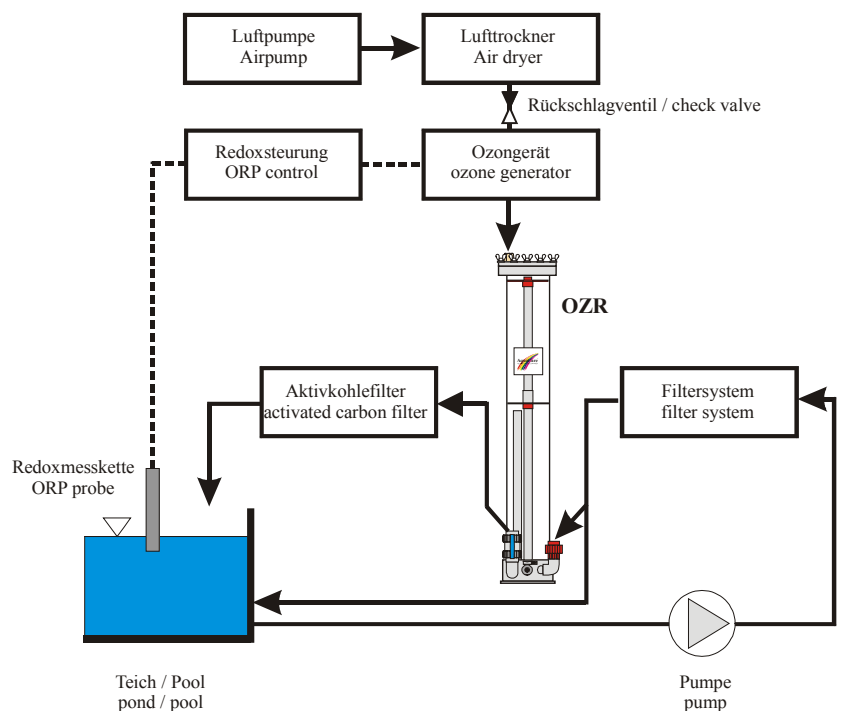 Luftpumpe
Airpump
Lufttrockner
Air dryer
Rückschlagventil / check valve
Redoxsteurung
ORP control
Ozongerät
ozone generator
OZR
Aktivkohlefilter
activated carbon filter
Filtersystem
filter system
Redoxmesskette
ORP probe
Teich / Pool
pond / pool
Pumpe
pump